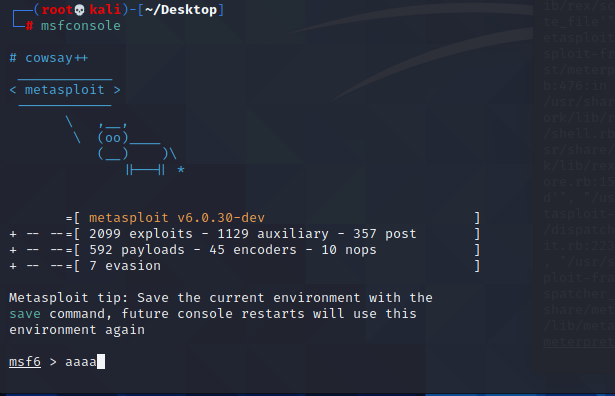 ┌──(root💀kali)-[~/Desktop]
└─# msfconsole
# cowsay++
 ____________
< metasploit >
 ------------
       \   ,__,
        \  (oo)____
           (__)    )\
              ||--|| *
       =[ metasploit v6.0.30-dev                          ]
+ -- --=[ 2099 exploits - 1129 auxiliary - 357 post       ]
+ -- --=[ 592 payloads - 45 encoders - 10 nops            ]
+ -- --=[ 7 evasion                                       ]
Metasploit tip: Save the current environment with the
save command, future console restarts will use this
environment again
msf6 > aaaa